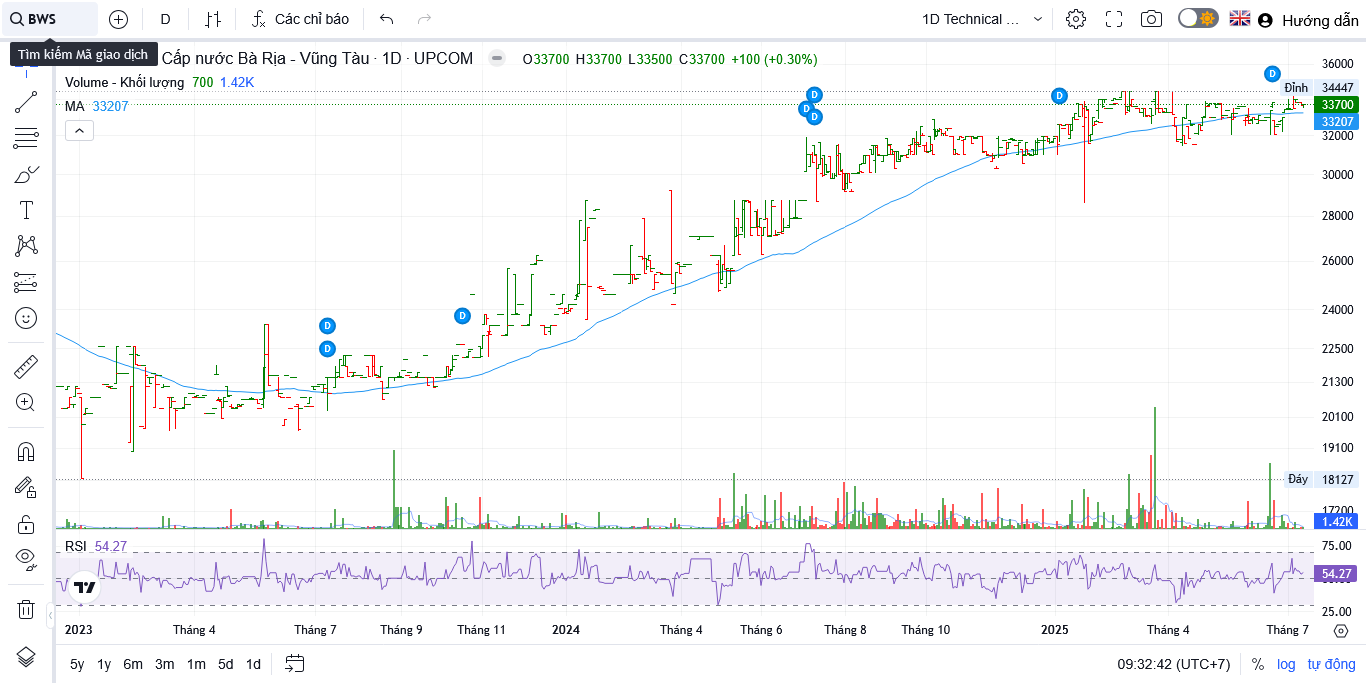 BWS D Các chỉ báo 1D Technical ... Hướng dẫn
Tìm kiếm Mã giao dịch Cấp nước Bà Rịa - Vũng Tàu · 1D · UPCOM O33700 H33700 L33500 C33700 +100 (+0.30%)
Volume - Khối lượng 700 1.42K
MA 33207
D
D
D
D
D
D
D
D
36000
Đỉnh 34447
33700
33207
32000
30000
28000
26000
24000
22500
21300
20100
19100
Đáy 18127
17200
1.42K
RSI 54.27
75.00
54.27
25.00
2023 Tháng 4 Tháng 7 Tháng 9 Tháng 11 2024 Tháng 4 Tháng 6 Tháng 8 Tháng 10 2025 Tháng 4 Tháng 7
5y 1y 6m 3m 1m 5d 1d 09:32:42 (UTC+7) % log tự động